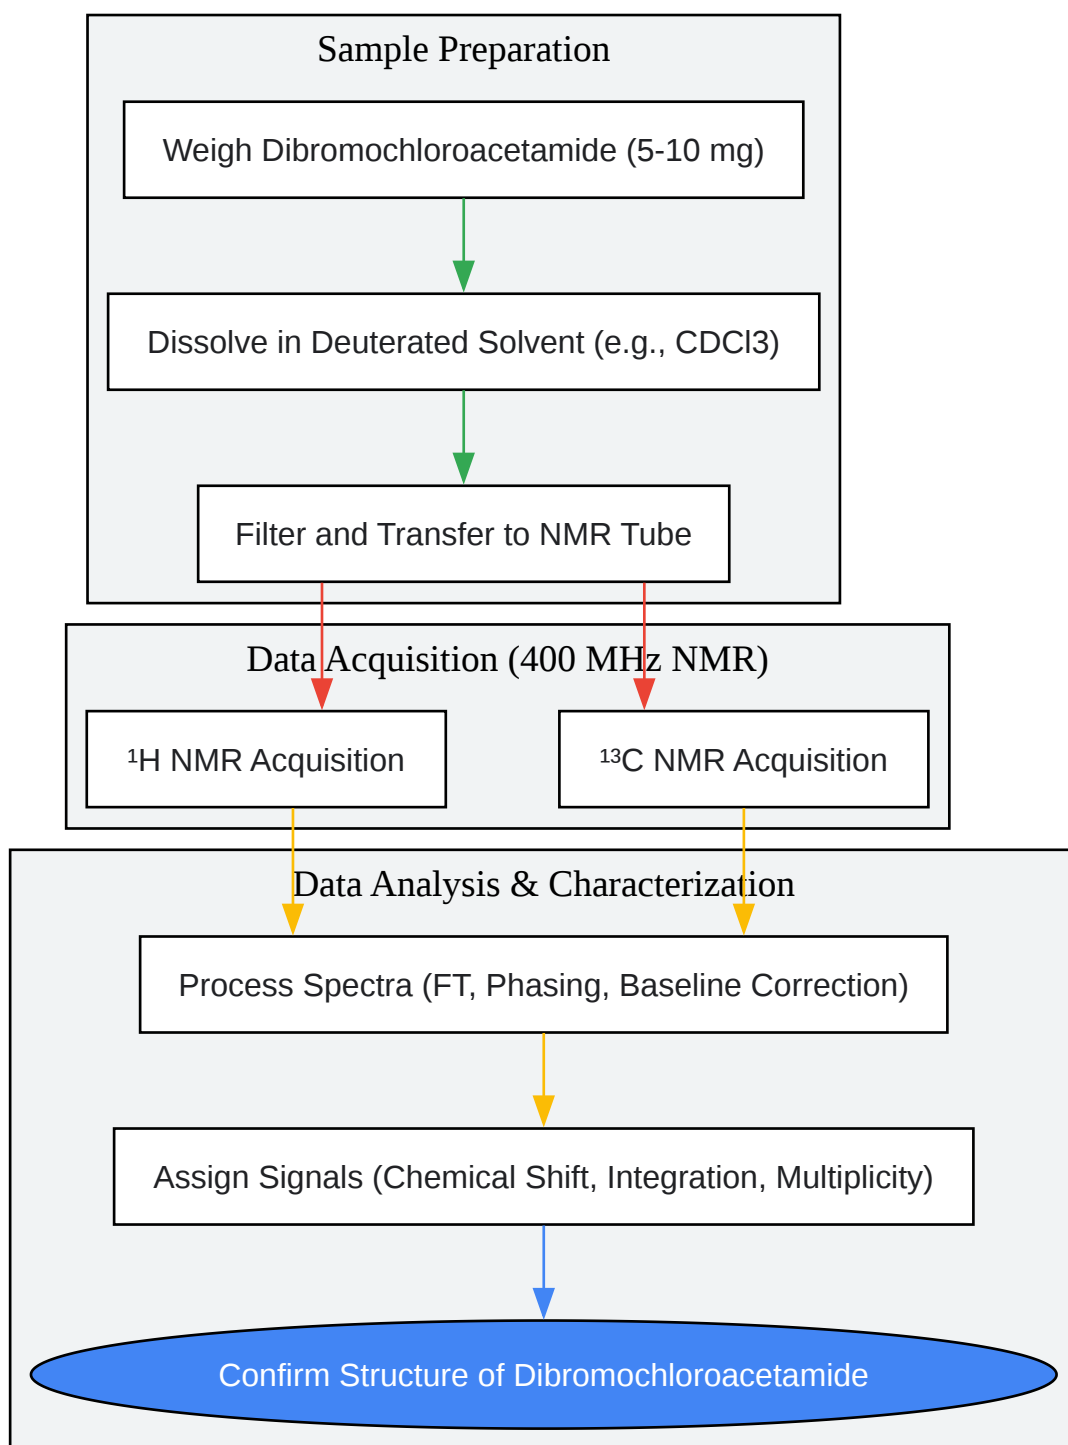 Sample Preparation
Weigh Dibromochloroacetamide (5-10 mg)
Dissolve in Deuterated Solvent (e.g., CDCl3)
Filter and Transfer to NMR Tube
Data Acquisition (400 MHz NMR)
¹H NMR Acquisition
¹³C NMR Acquisition
Data Analysis & Characterization
Process Spectra (FT, Phasing, Baseline Correction)
Assign Signals (Chemical Shift, Integration, Multiplicity)
Confirm Structure of Dibromochloroacetamide